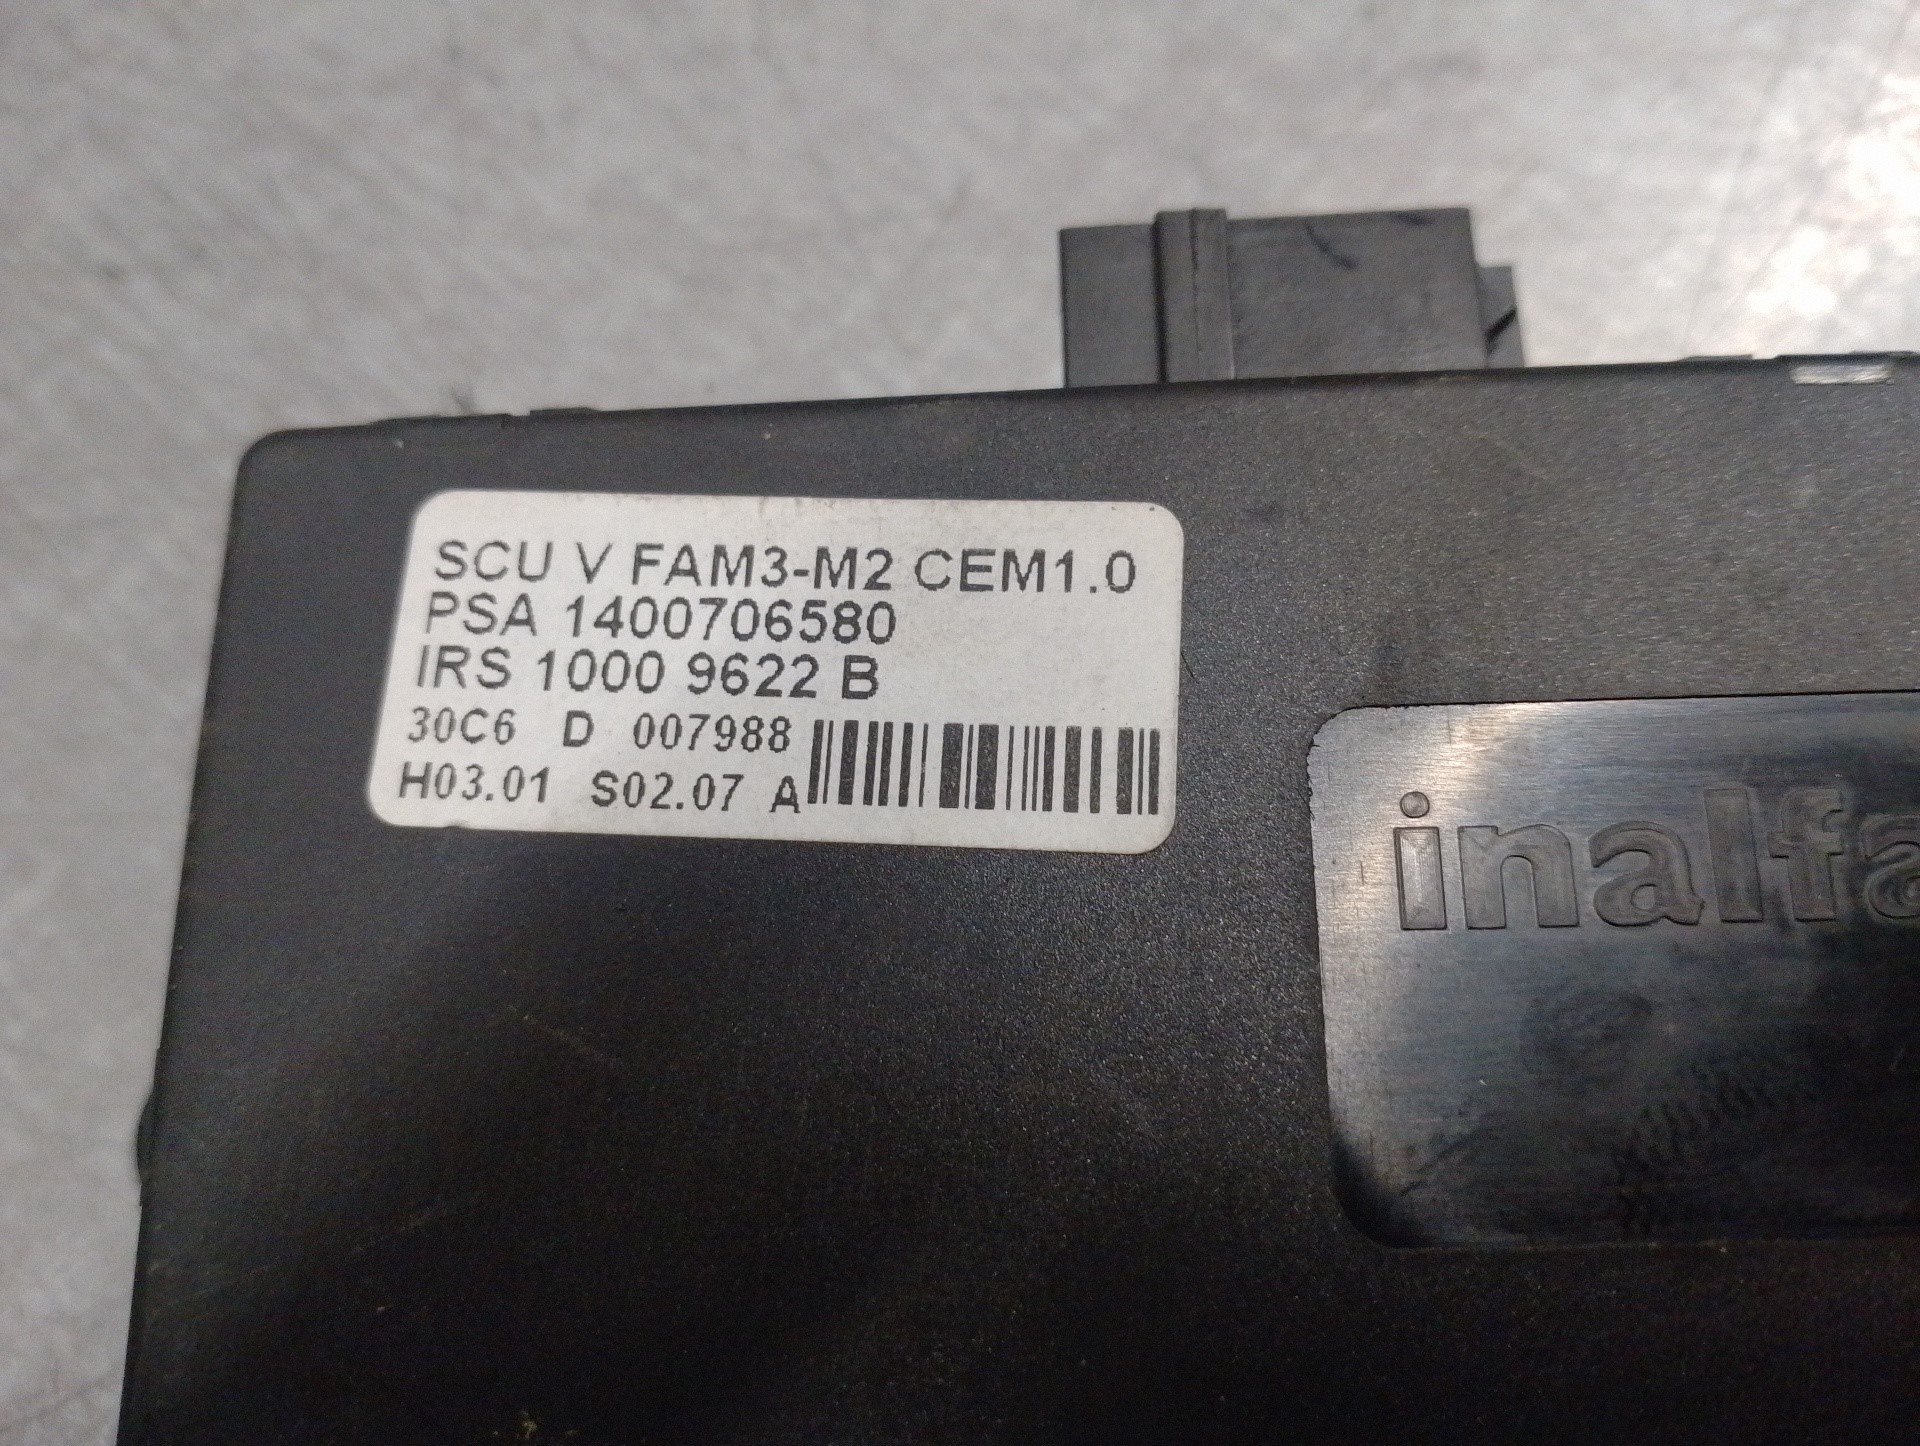 SCU V FAM3-M2 CEM1.0
PSA 1400706580
IRS 1000 9622 B
30C6 D 007988
H03.01 S02.07 A
inalfa